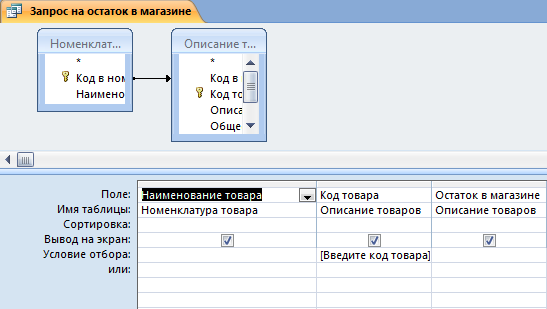 Запрос на остаток в магазине
Номенклат... Описание т...
* *
Код в ном Код в
Наимено Код то
Описа
Обще
Поле: Наименование товара Код товара Остаток в магазине
Имя таблицы: Номенклатура товара Описание товаров Описание товаров
Сортировка:
Вывод на экран:
Условие отбора: [Введите код товара]
или: